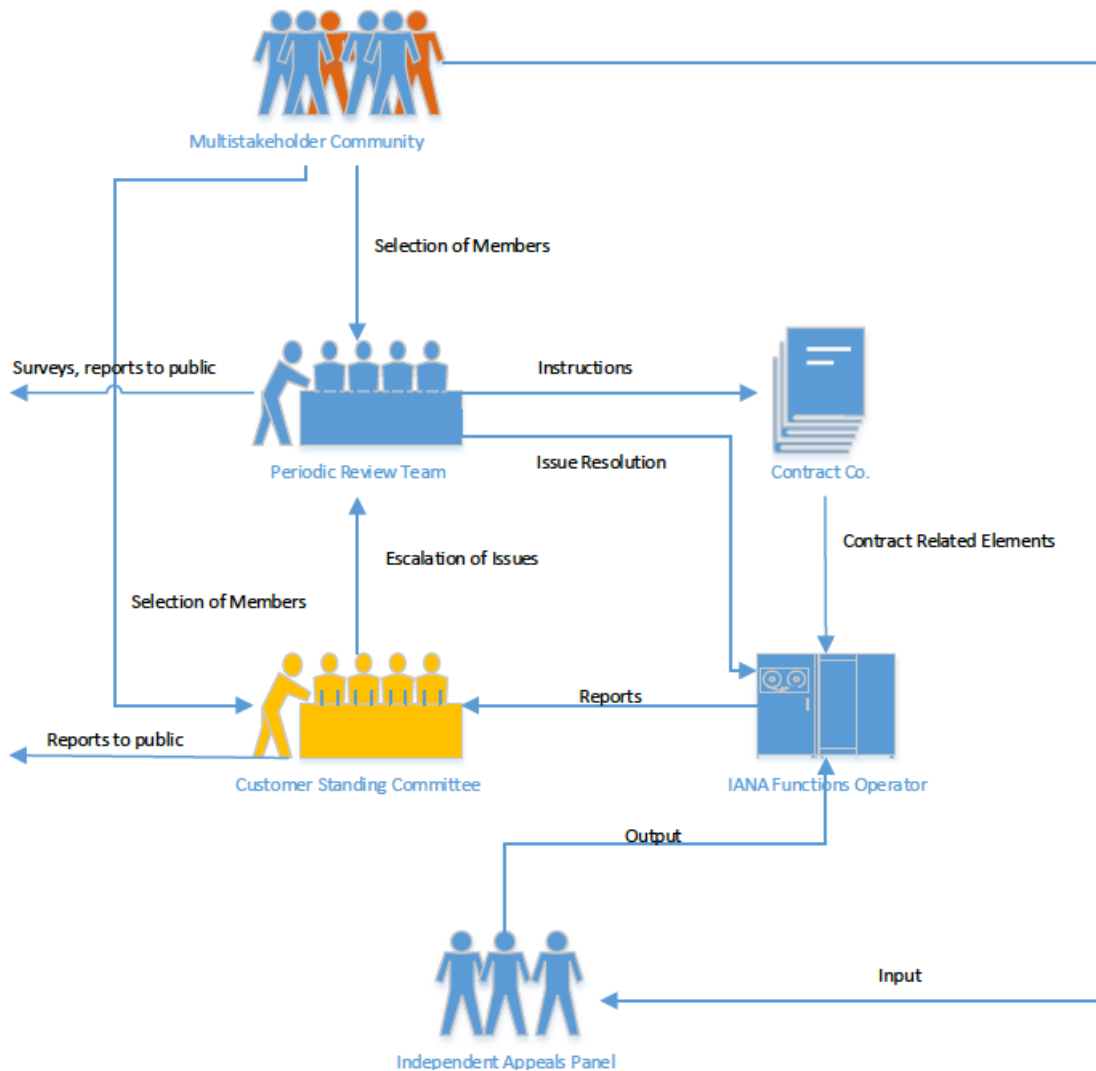 Multistakeholder Community
Selection of Members
Surveys, reports to public
Instructions
Issue Resolution
Periodic Review Team
Contract Co.
Contract Related Elements
Escalation of Issues
Selection of Members
Reports
Reports to public
Customer Standing Committee
IANA Functions Operator
Output
Input
Independent Appeals Panel